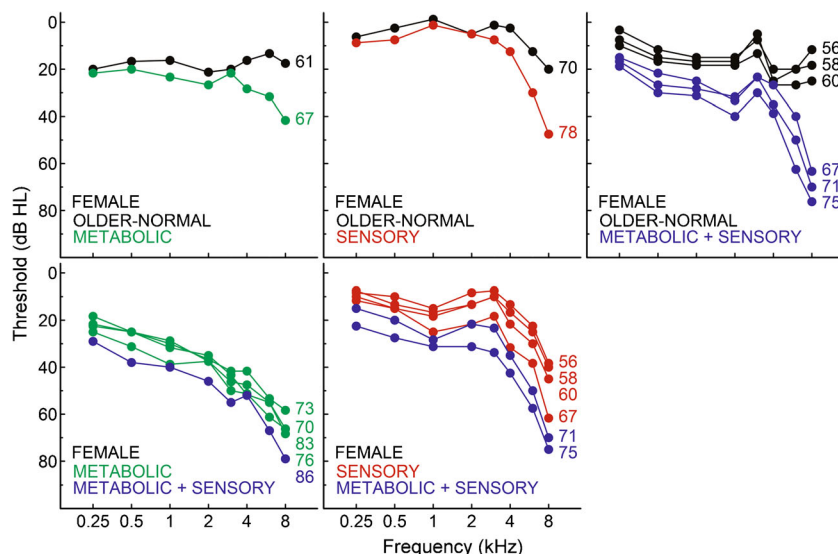 0
20
40
60
80
61
67
FEMALE
OLDER-NORMAL
METABOLIC
70
78
FEMALE
OLDER-NORMAL
SENSORY
56
58
60
67
71
75
FEMALE
OLDER-NORMAL
METABOLIC + SENSORY
Threshold (dB HL)
0
20
40
60
80
73
70
83
76
86
FEMALE
METABOLIC
METABOLIC + SENSORY
0.25 0.5 1 2 4 8
56
58
60
67
71
75
FEMALE
SENSORY
METABOLIC + SENSORY
0.25 0.5 1 2 4 8
Frequency (kHz)